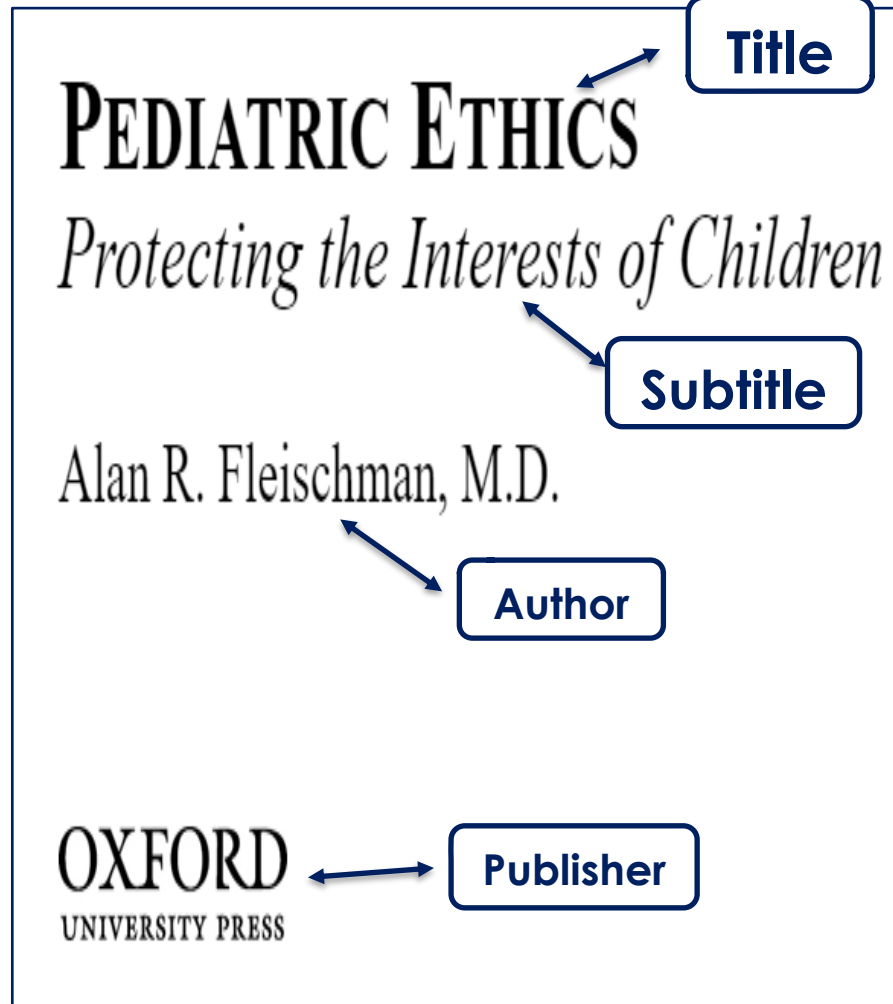 Title
PEDIATRIC ETHICS
Protecting the Interests of Children
Subtitle
Alan R. Fleischman, M.D.
Author
OXFORD
Publisher
UNIVERSITY PRESS